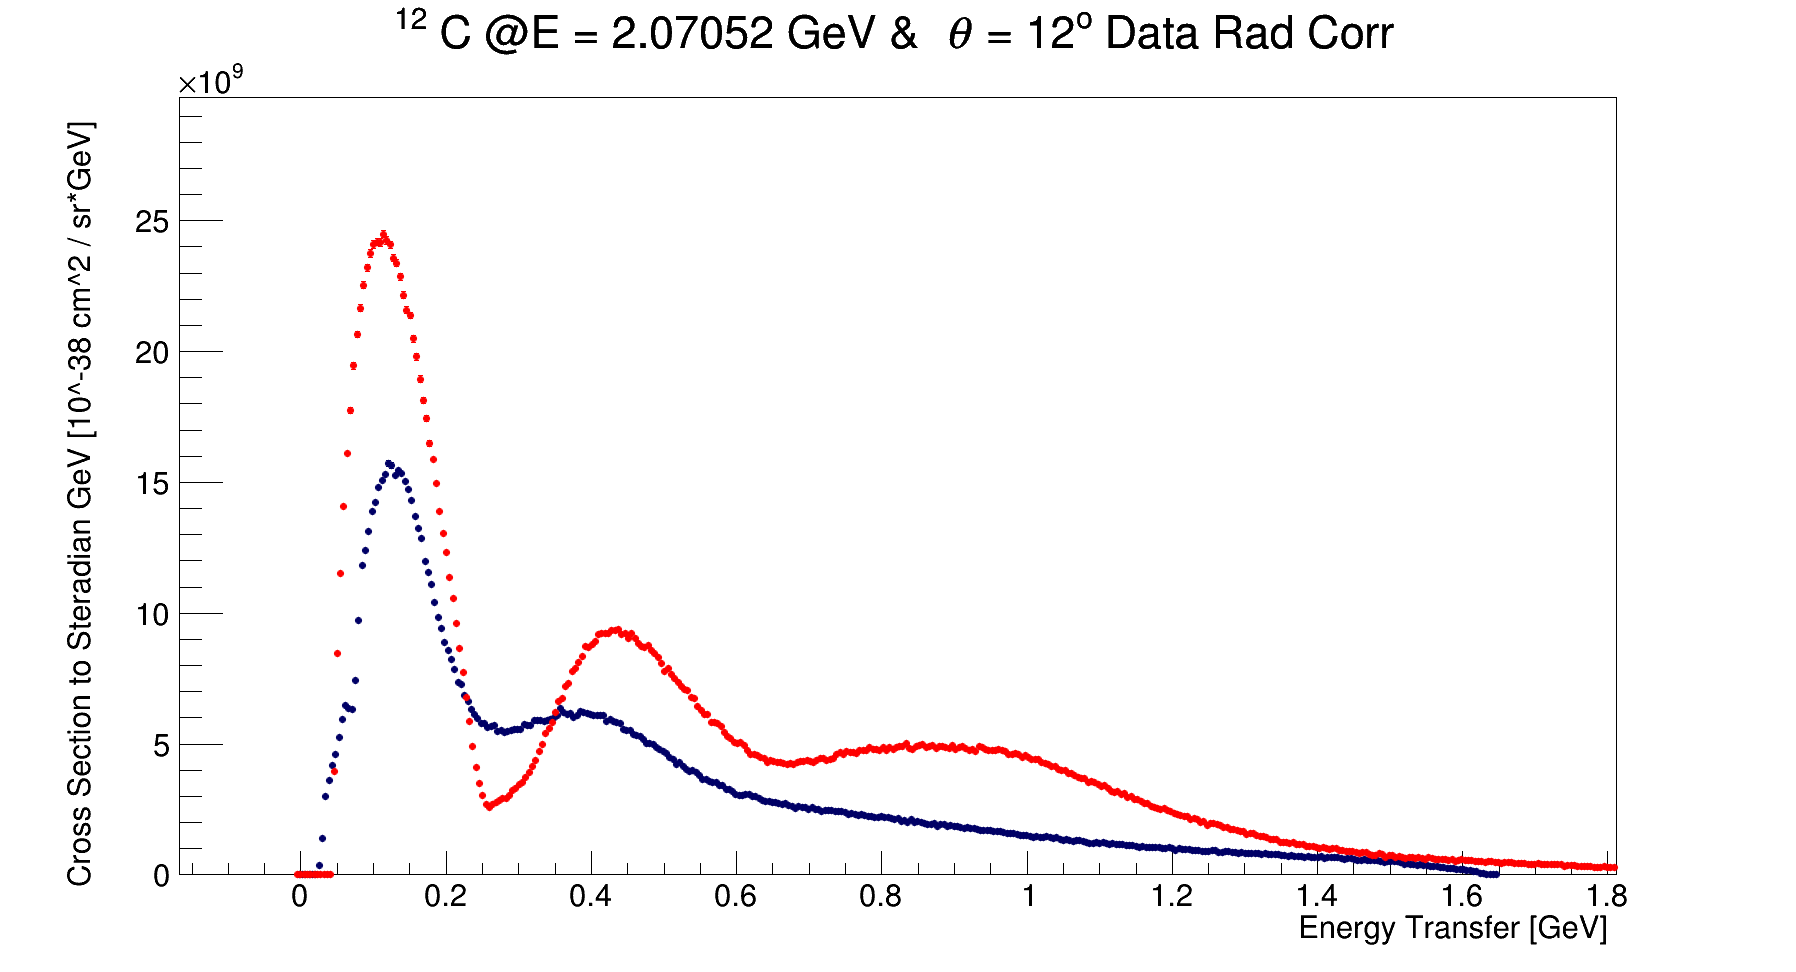 12 C @E = 2.07052 GeV & θ = 12o Data Rad Corr
×109
Cross Section to Steradian GeV [10^-38 cm^2 / sr*GeV]
25
20
15
10
5
0
0 0.2 0.4 0.6 0.8 1 1.2 1.4 1.6 1.8
Energy Transfer [GeV]